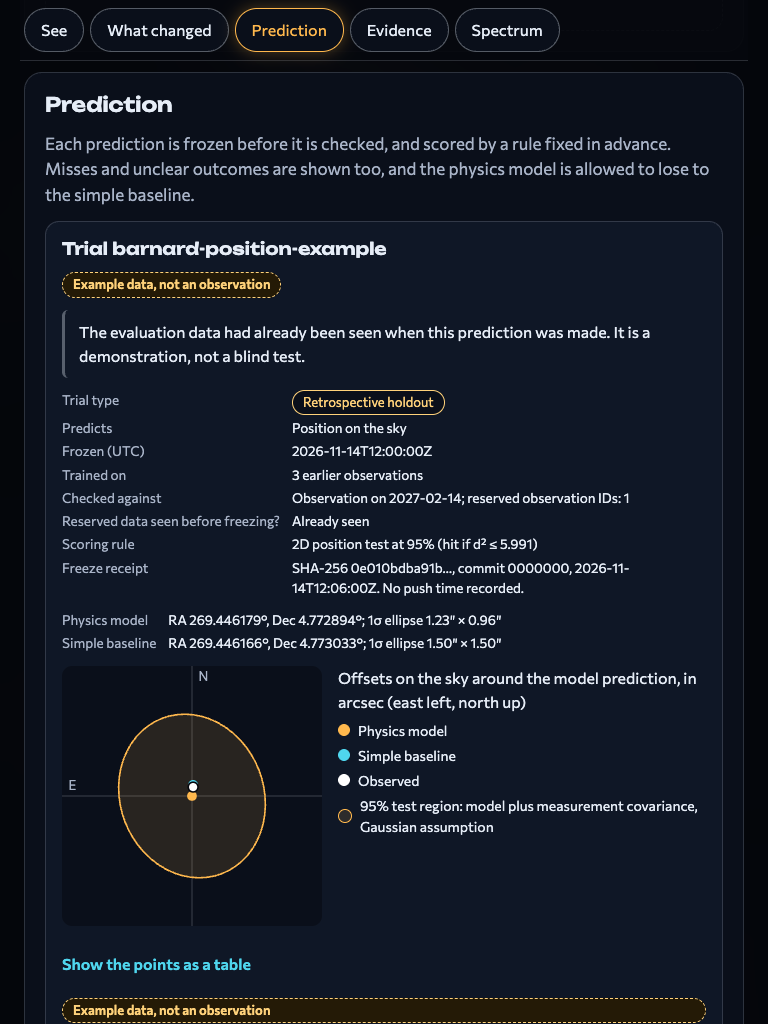 See
What changed
Prediction
Evidence
Spectrum
Prediction
Each prediction is frozen before it is checked, and scored by a rule fixed in advance.
Misses and unclear outcomes are shown too, and the physics model is allowed to lose to
the simple baseline.
Trial barnard-position-example
Example data, not an observation
The evaluation data had already been seen when this prediction was made. It is a
demonstration, not a blind test.
Trial type Retrospective holdout
Predicts Position on the sky
Frozen (UTC) 2026-11-14T12:00:00Z
Trained on 3 earlier observations
Checked against Observation on 2027-02-14; reserved observation IDs: 1
Reserved data seen before freezing? Already seen
Scoring rule 2D position test at 95% (hit if d² ≤ 5.991)
Freeze receipt SHA-256 0e010bdba91b…, commit 0000000, 2026-11-
14T12:06:00Z. No push time recorded.
Physics model RA 269.446179°, Dec 4.772894°; 1σ ellipse 1.23″ × 0.96″
Simple baseline RA 269.446166°, Dec 4.773033°; 1σ ellipse 1.50″ × 1.50″
N
E
Offsets on the sky around the model prediction, in
arcsec (east left, north up)
Physics model
Simple baseline
Observed
95% test region: model plus measurement covariance,
Gaussian assumption
Show the points as a table
Example data, not an observation